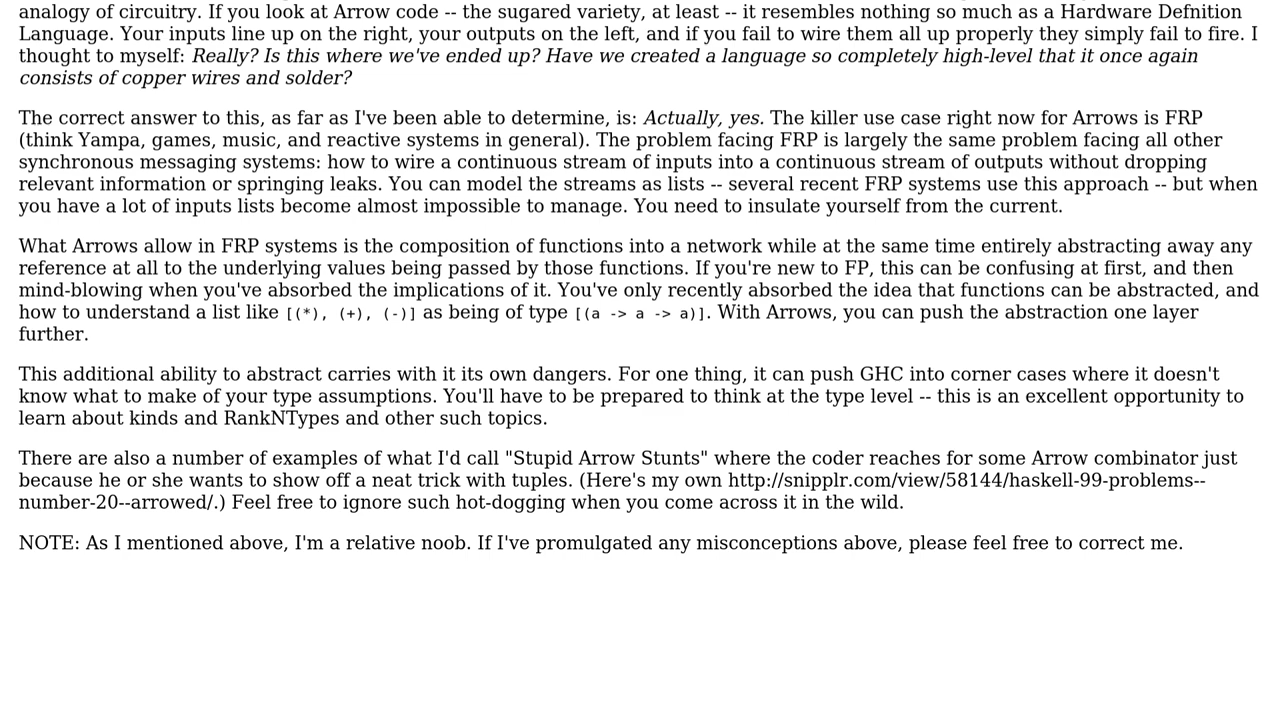 analogy of circuitry. If you look at Arrow code -- the sugared variety, at least -- it resembles nothing so much as a Hardware Defnition
Language. Your inputs line up on the right, your outputs on the left, and if you fail to wire them all up properly they simply fail to fire. I
thought to myself: Really? Is this where we've ended up? Have we created a language so completely high-level that it once again
consists of copper wires and solder?
The correct answer to this, as far as I've been able to determine, is: Actually, yes. The killer use case right now for Arrows is FRP
(think Yampa, games, music, and reactive systems in general). The problem facing FRP is largely the same problem facing all other
synchronous messaging systems: how to wire a continuous stream of inputs into a continuous stream of outputs without dropping
relevant information or springing leaks. You can model the streams as lists -- several recent FRP systems use this approach -- but when
you have a lot of inputs lists become almost impossible to manage. You need to insulate yourself from the current.
What Arrows allow in FRP systems is the composition of functions into a network while at the same time entirely abstracting away any
reference at all to the underlying values being passed by those functions. If you're new to FP, this can be confusing at first, and then
mind-blowing when you've absorbed the implications of it. You've only recently absorbed the idea that functions can be abstracted, and
how to understand a list like [(*), (+), (-)] as being of type [(a -> a -> a)]. With Arrows, you can push the abstraction one layer
further.
This additional ability to abstract carries with it its own dangers. For one thing, it can push GHC into corner cases where it doesn't
know what to make of your type assumptions. You'll have to be prepared to think at the type level -- this is an excellent opportunity to
learn about kinds and RankNTypes and other such topics.
There are also a number of examples of what I'd call "Stupid Arrow Stunts" where the coder reaches for some Arrow combinator just
because he or she wants to show off a neat trick with tuples. (Here's my own http://snipplr.com/view/58144/haskell-99-problems--
number-20--arrowed/.) Feel free to ignore such hot-dogging when you come across it in the wild.
NOTE: As I mentioned above, I'm a relative noob. If I've promulgated any misconceptions above, please feel free to correct me.